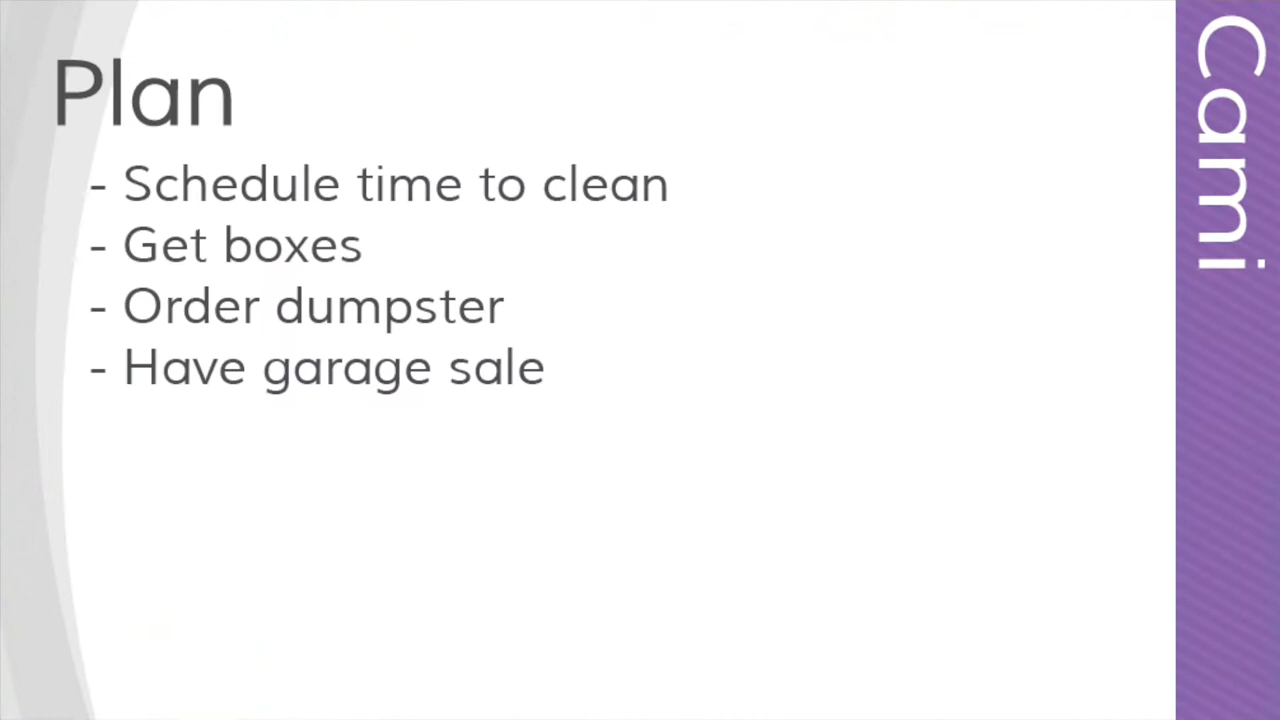 Plan
- Schedule time to clean
- Get boxes
- Order dumpster
- Have garage sale
Cami